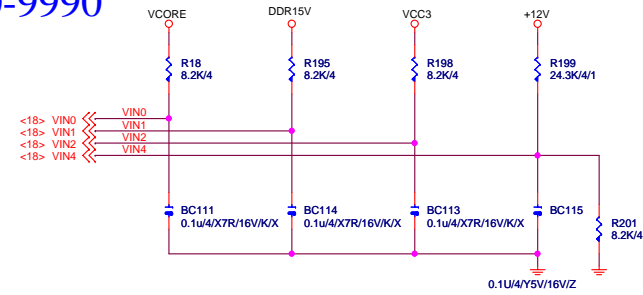 -9990
VCORE DDR15V VCC3 +12V
R18 R195 R198 R199
8.2K/4 8.2K/4 8.2K/4 24.3K/4/1
<18> VIN0 VIN0
<18> VIN1 VIN1
<18> VIN2 VIN2
<18> VIN4 VIN4
BC111 BC114 BC113 BC115
0.1u/4/X7R/16V/K/X 0.1u/4/X7R/16V/K/X 0.1u/4/X7R/16V/K/X
R201
8.2K/4
0.1U/4/Y5V/16V/Z